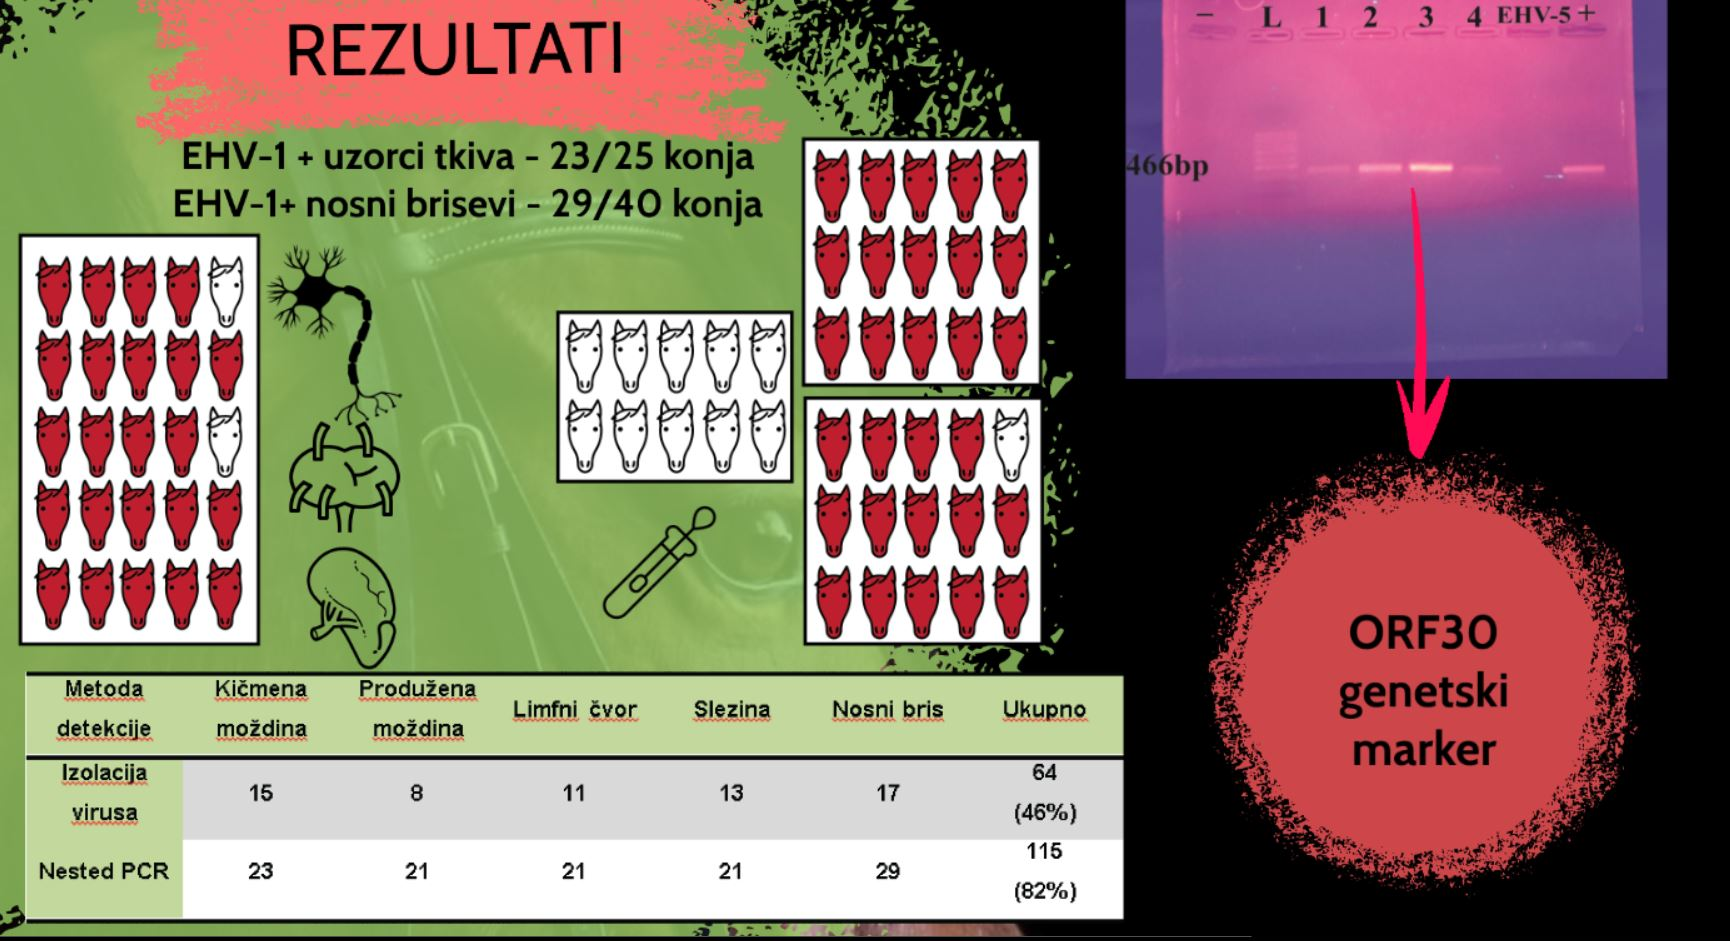 REZULTATI
EHV-1 + uzorci tkiva - 23/25 konja
EHV-1+ nosni brisevi - 29/40 konja
- L 1 2 3 4 EHV-5 +
466bp
ORF30
genetski
marker
Metoda detekcije Kičmena moždina Produžena moždina Limfni čvor Slezina Nosni bris Ukupno
Izolacija virusa 15 8 11 13 17 64 (46%)
Nested PCR 23 21 21 21 29 115 (82%)